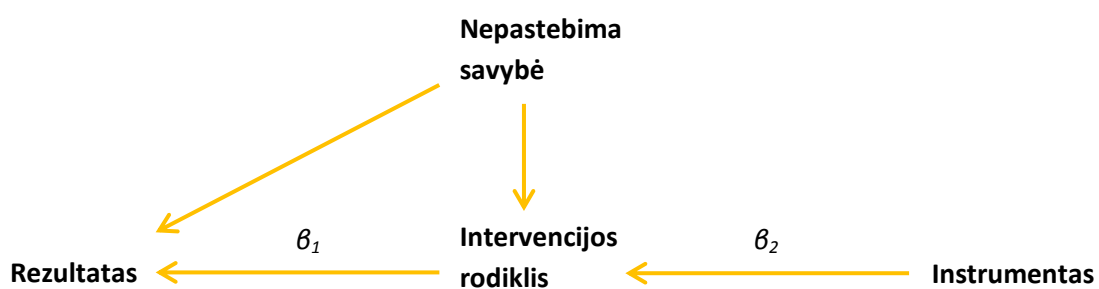 Nepastebima
savybė
β₁
Intervencijos
rodiklis
β₂
Rezultatas
Instrumentas